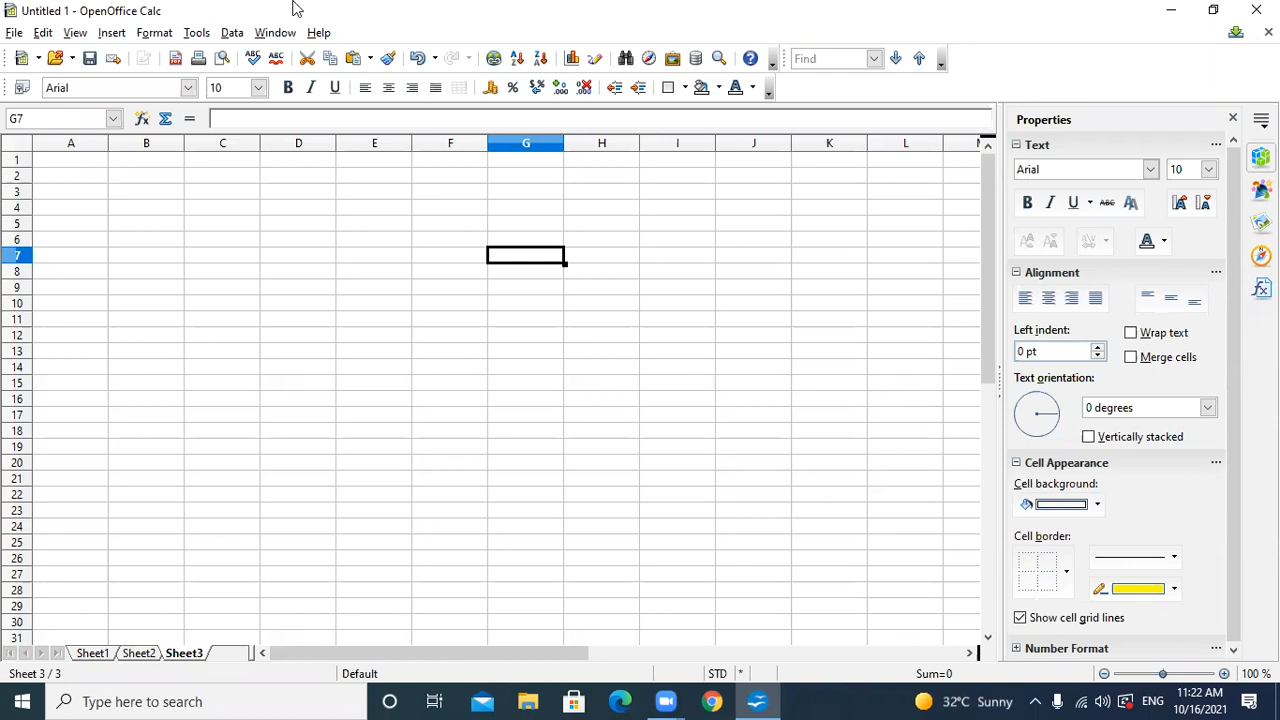 Untitled 1 - OpenOffice Calc
File Edit View Insert Format Tools Data Window Help
Find
Arial 10
G7
A B C D E F G H I J K L
1
2
3
4
5
6
7
8
9
10
11
12
13
14
15
16
17
18
19
20
21
22
23
24
25
26
27
28
29
30
31
Properties
Text
Arial 10
Alignment
Left indent:
0 pt
Wrap text
Merge cells
Text orientation:
0 degrees
Vertically stacked
Cell Appearance
Cell background:
Cell border:
Show cell grid lines
Number Format
Sheet1 Sheet2 Sheet3
Sheet 3 / 3 Default STD * Sum=0 100 %
Type here to search
32°C Sunny ENG
11:22 AM
10/16/2021